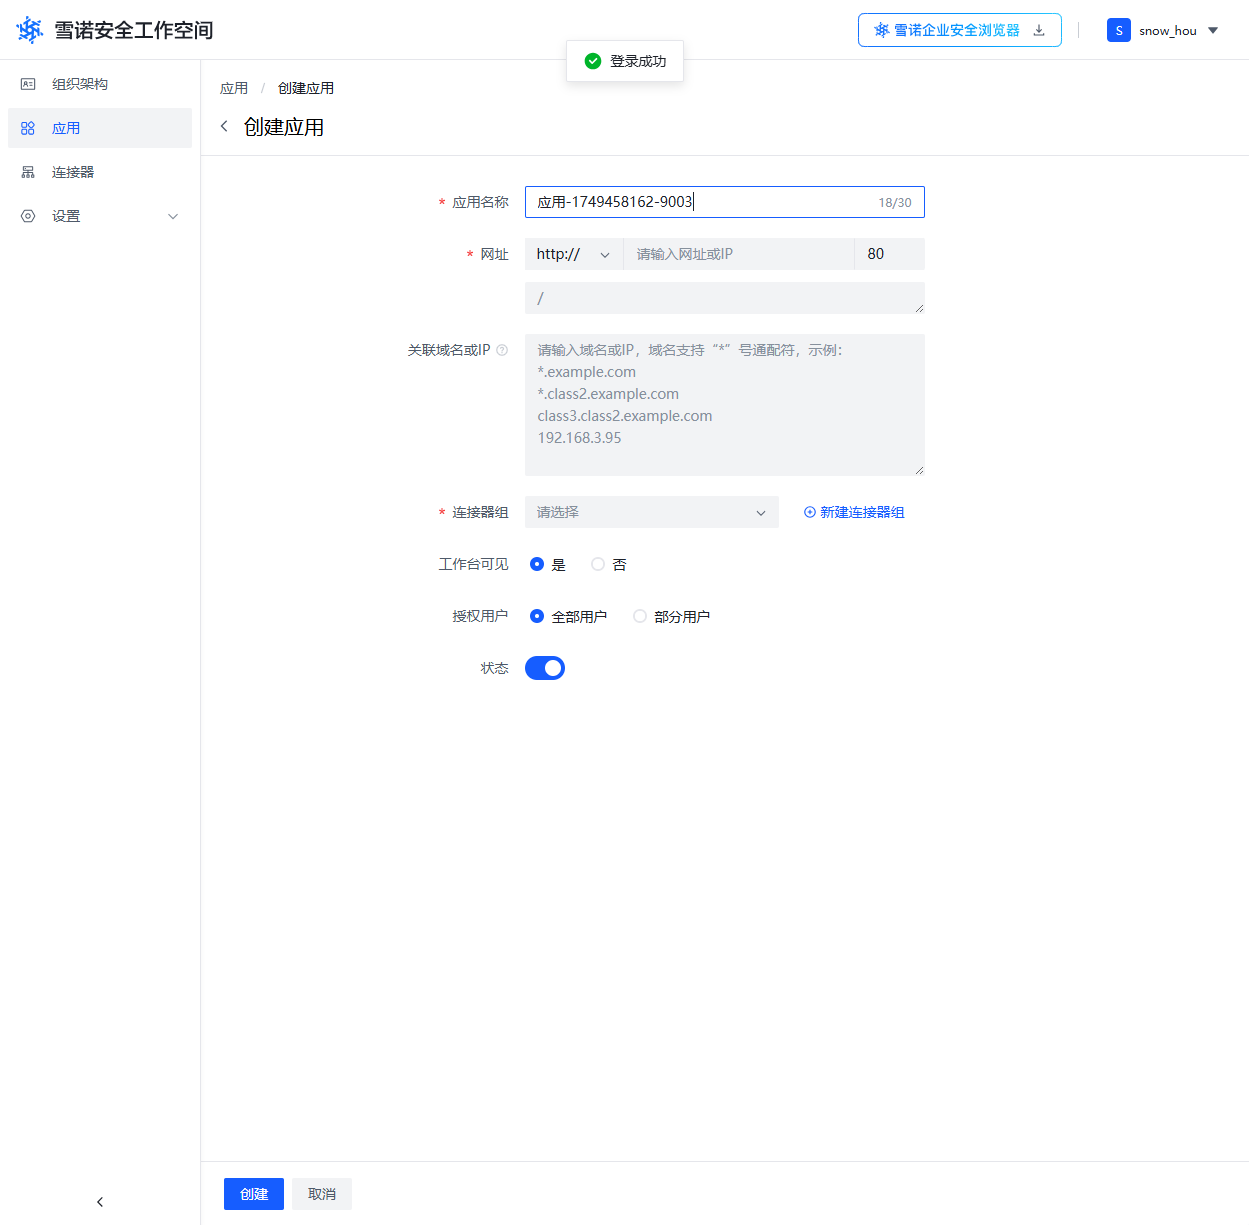 雪诺安全工作空间
雪诺企业安全浏览器
S snow_hou
登录成功
组织架构
应用
连接器
设置
应用 / 创建应用
创建应用
* 应用名称 应用-1749458162-9003 18/30
* 网址 http:// 请输入网址或IP 80
/
关联域名或IP 请输入域名或IP，域名支持“*”号通配符，示例：
*.example.com
*.class2.example.com
class3.class2.example.com
192.168.3.95
* 连接器组 请选择 新建连接器组
工作台可见 是 否
授权用户 全部用户 部分用户
状态
创建 取消